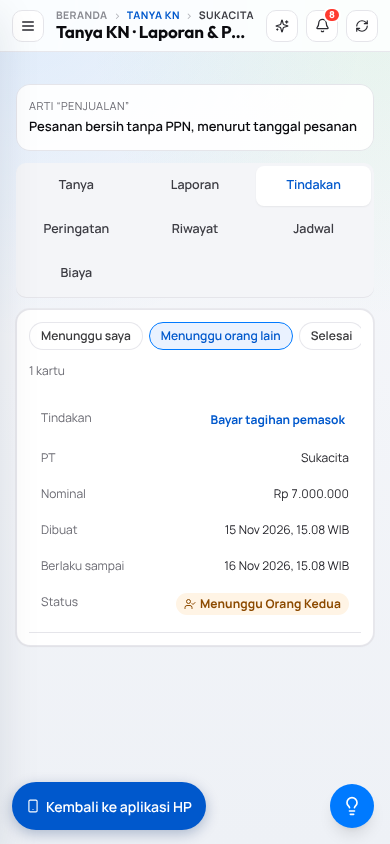 BERANDA > TANYA KN > SUKACITA
Tanya KN · Laporan & P...
8
ARTI "PENJUALAN"
Pesanan bersih tanpa PPN, menurut tanggal pesanan
Tanya Laporan Tindakan
Peringatan Riwayat Jadwal
Biaya
Menunggu saya Menunggu orang lain Selesai
1 kartu
Tindakan Bayar tagihan pemasok
PT Sukacita
Nominal Rp 7.000.000
Dibuat 15 Nov 2026, 15.08 WIB
Berlaku sampai 16 Nov 2026, 15.08 WIB
Status Menunggu Orang Kedua
Kembali ke aplikasi HP